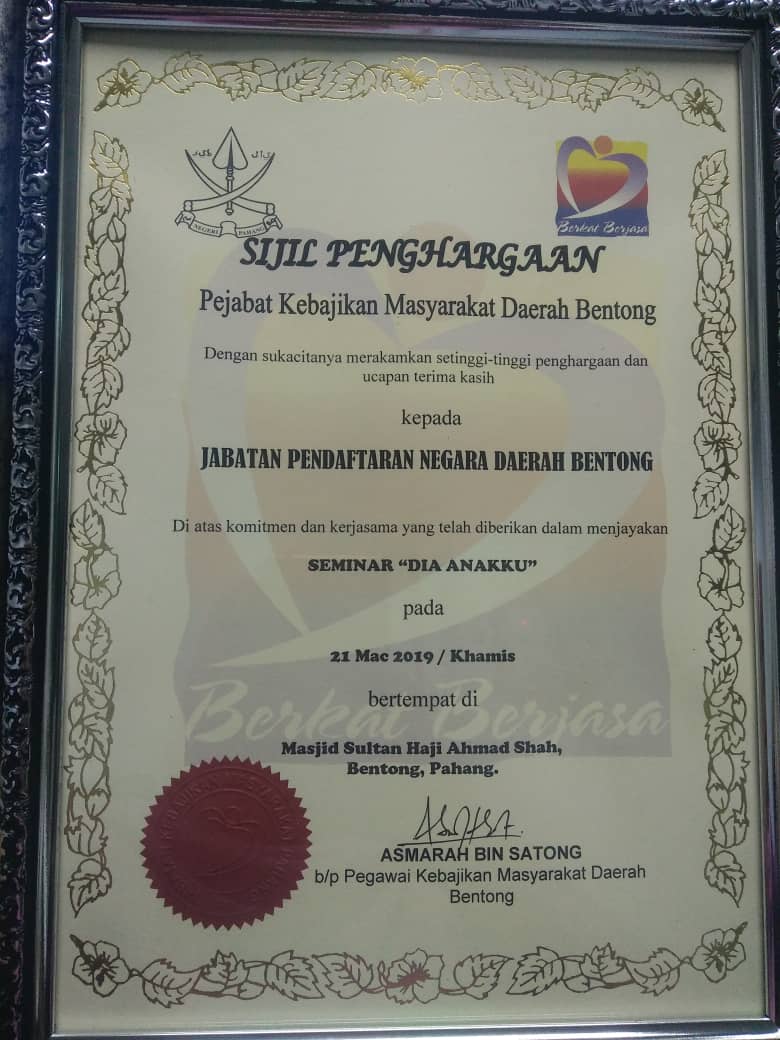 NEGERI PAHANG
Berkat Berjasa
SIJIL PENGHARGAAN
Pejabat Kebajikan Masyarakat Daerah Bentong
Dengan sukacitanya merakamkan setinggi-tinggi penghargaan dan
ucapan terima kasih
kepada
JABATAN PENDAFTARAN NEGARA DAERAH BENTONG
Di atas komitmen dan kerjasama yang telah diberikan dalam menjayakan
SEMINAR “DIA ANAKKU”
pada
21 Mac 2019 / Khamis
bertempat di
Berkat Berjasa
Masjid Sultan Haji Ahmad Shah,
Bentong, Pahang.
ASMARAH BIN SATONG
b/p Pegawai Kebajikan Masyarakat Daerah
Bentong